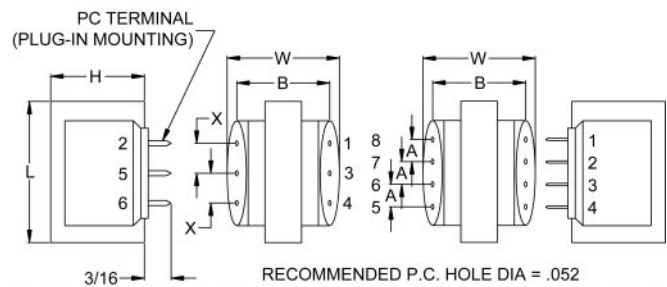 PC TERMINAL
(PLUG-IN MOUNTING)
H
L
2
5
6
3/16
W
B
X
X
1
3
4
W
B
8
7
6
5
A
A
A
1
2
3
4
RECOMMENDED P.C. HOLE DIA = .052